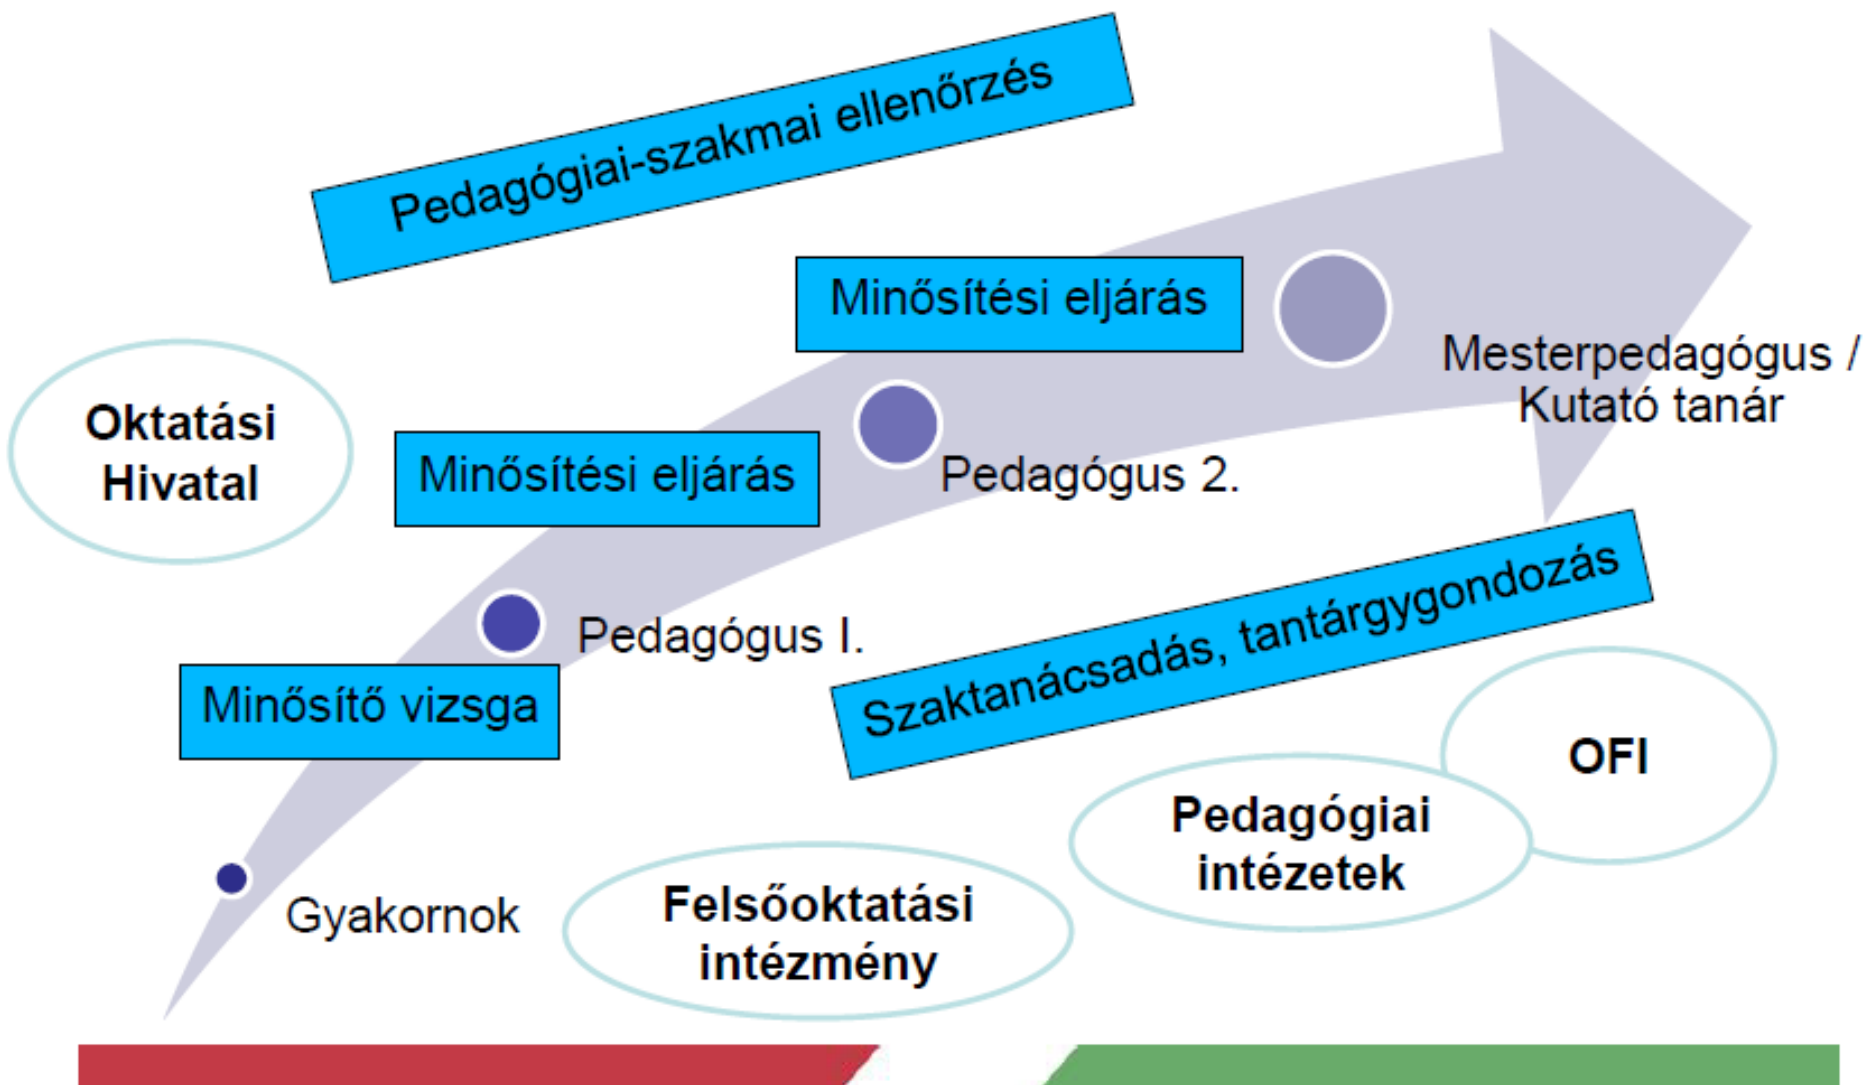 Pedagógiai-szakmai ellenőrzés
Minősítési eljárás
Mesterpedagógus /
Kutató tanár
Oktatási
Hivatal
Minősítési eljárás
Pedagógus 2.
Szaktanácsadás, tantárgygondozás
Pedagógus I.
Minősítő vizsga
OFI
Pedagógiai
intézetek
Gyakornok
Felsőoktatási
intézmény